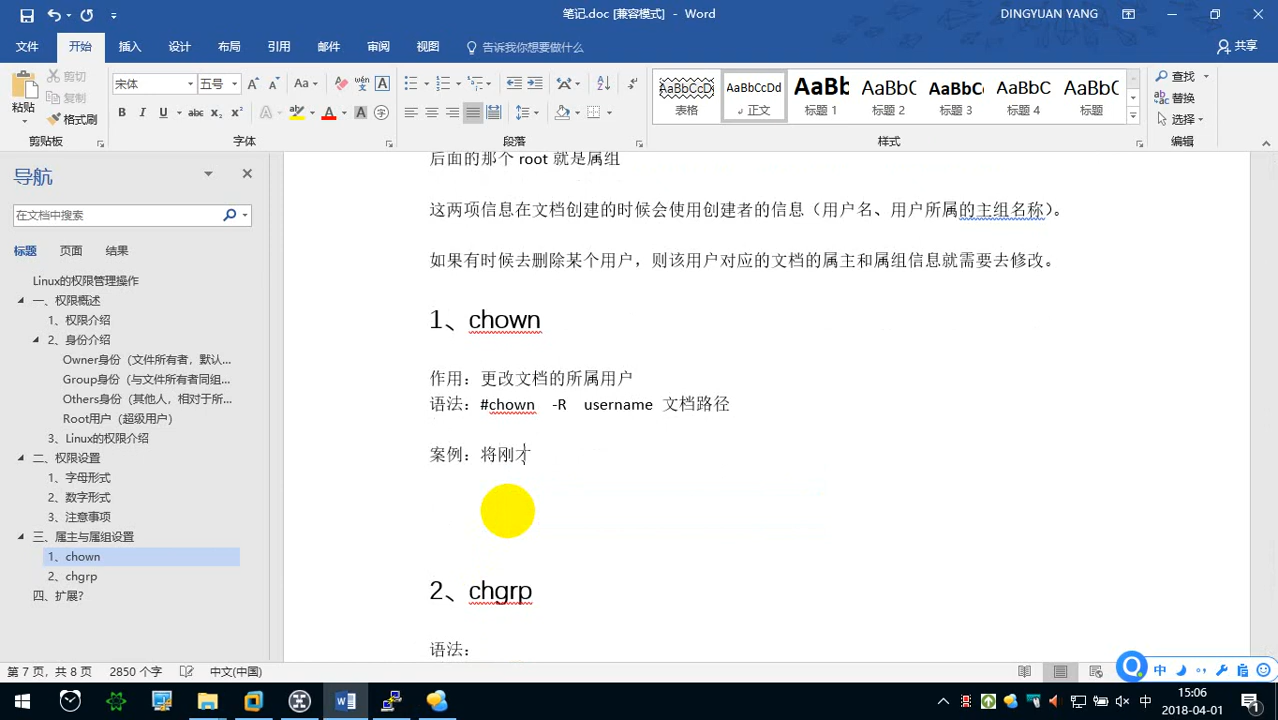 笔记.doc [兼容模式] - Word
DINGYUAN YANG
文件 开始 插入 设计 布局 引用 邮件 审阅 视图 告诉我你想要做什么 共享
粘贴
剪切
复制
格式刷
剪贴板
宋体 五号
字体
段落
AaBbCcDd 表格
AaBbCcDd 正文
AaBb 标题 1
AaBbC 标题 2
AaBbC 标题 3
AaBbC 标题 4
AaBbC 标题
样式
查找
替换
选择
编辑
导航
在文档中搜索
标题 页面 结果
Linux的权限管理操作
一、权限概述
1、权限介绍
2、身份介绍
Owner身份（文件所有者，默认...
Group身份（与文件所有者同组...
Others身份（其他人，相对于所...
Root用户（超级用户）
3、Linux的权限介绍
二、权限设置
1、字母形式
2、数字形式
3、注意事项
三、属主与属组设置
1、chown
2、chgrp
四、扩展?
后面的那个 root 就是属组
这两项信息在文档创建的时候会使用创建者的信息（用户名、用户所属的主组名称）。
如果有时候去删除某个用户，则该用户对应的文档的属主和属组信息就需要去修改。
1、chown
作用：更改文档的所属用户
语法：#chown -R username 文档路径
案例：将刚才
2、chgrp
语法：
第 7 页，共 8 页 2850 个字 中文(中国)
中
中 15:06
2018-04-01